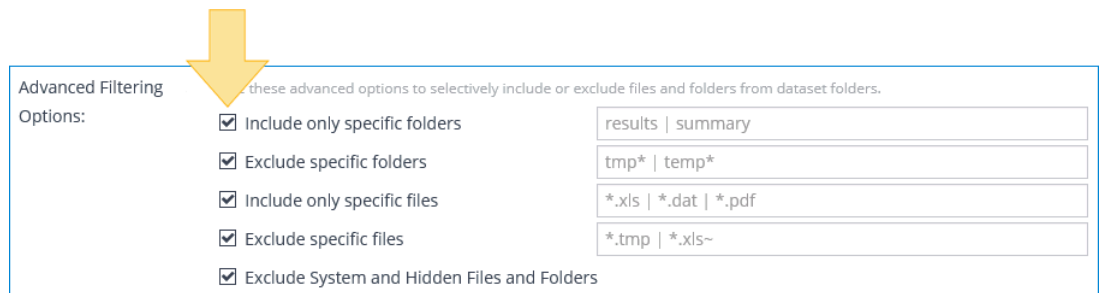 Advanced Filtering Options:
these advanced options to selectively include or exclude files and folders from dataset folders.
Include only specific folders
results | summary
Exclude specific folders
tmp* | temp*
Include only specific files
*.xls | *.dat | *.pdf
Exclude specific files
*.tmp | *.xls~
Exclude System and Hidden Files and Folders